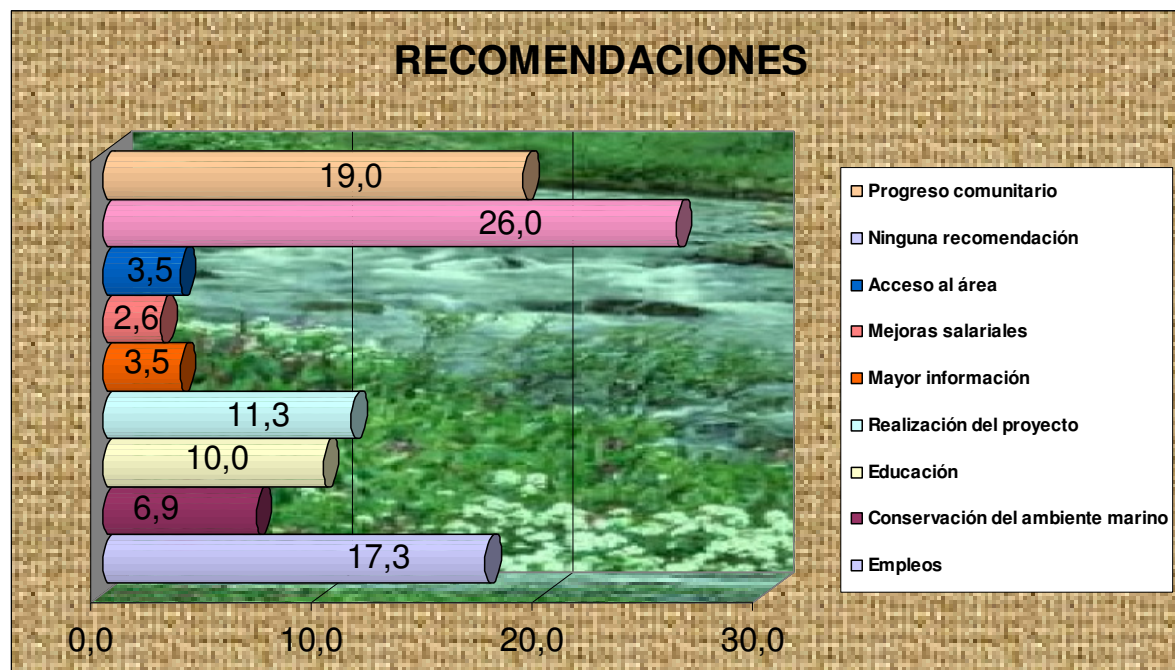 RECOMENDACIONES
19,0
26,0
3,5
2,6
3,5
11,3
10,0
6,9
17,3
0,0 10,0 20,0 30,0
Progreso comunitario
Ninguna recomendación
Acceso al área
Mejoras salariales
Mayor información
Realización del proyecto
Educación
Conservación del ambiente marino
Empleos